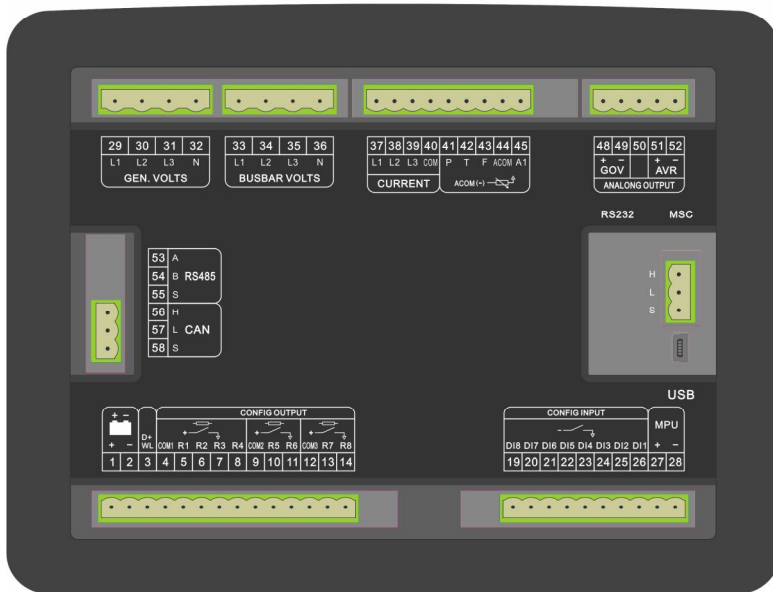 29 30 31 32
L1 L2 L3 N
GEN. VOLTS
33 34 35 36
L1 L2 L3 N
BUSBAR VOLTS
37 38 39 40 41 42 43 44 45
L1 L2 L3 COM P T F ACOM A1
CURRENT ACOM (-)
48 49 50 51 52
+ - + -
GOV AVR
ANALONG OUTPUT
RS232 MSC
53 A
54 B RS485
55 S
56 H
57 L CAN
58 S
H
L
S
USB
+ -
CONFIG OUTPUT
+ + +
D+
+ - WL COM1 R1 R2 R3 R4 COM2 R5 R6 COM3 R7 R8
1 2 3 4 5 6 7 8 9 10 11 12 13 14
CONFIG INPUT
MPU
DI8 DI7 DI6 DI5 DI4 DI3 DI2 DI1 + -
19 20 21 22 23 24 25 26 27 28